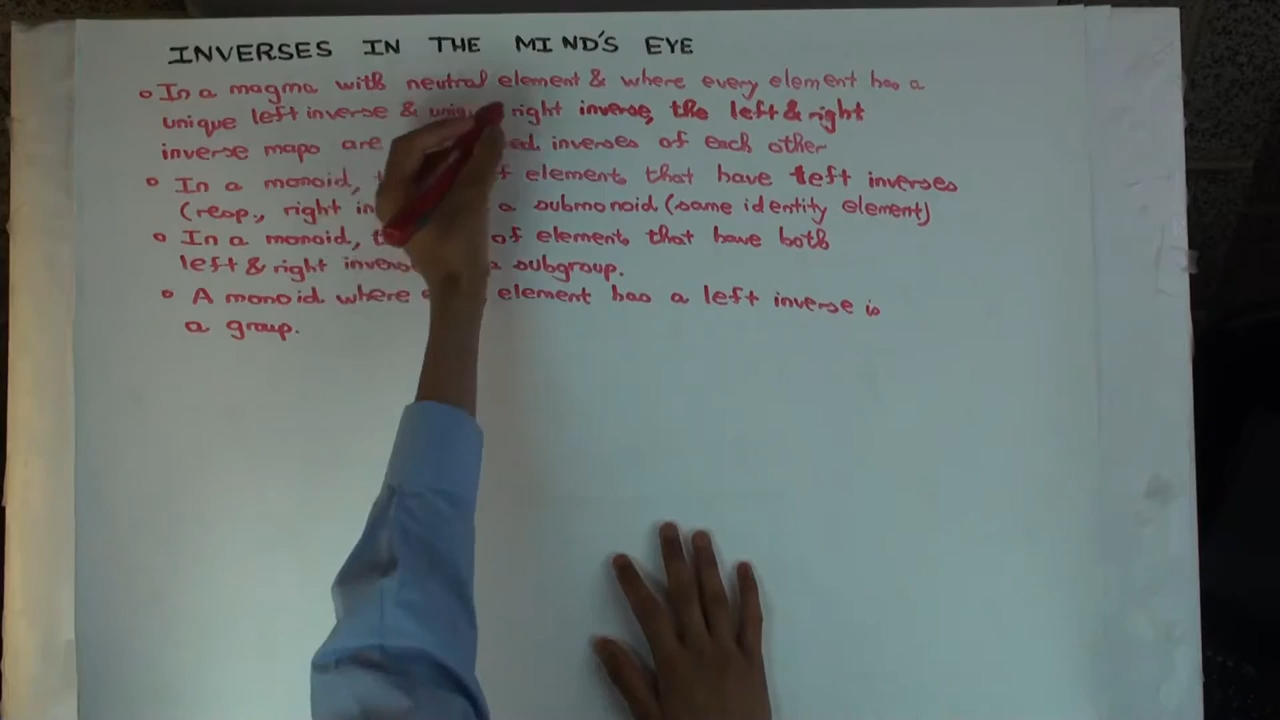 INVERSES IN THE MIND'S EYE
In a magma with neutral element & where every element has a
unique left inverse & right inverse, the left & right
inverse maps are inverses of each other
In a monoid, elements that have left inverses
(resp., right a submonoid (same identity element)
In a monoid, of elements that have both
left & right a subgroup.
A monoid where element has a left inverse is
a group.